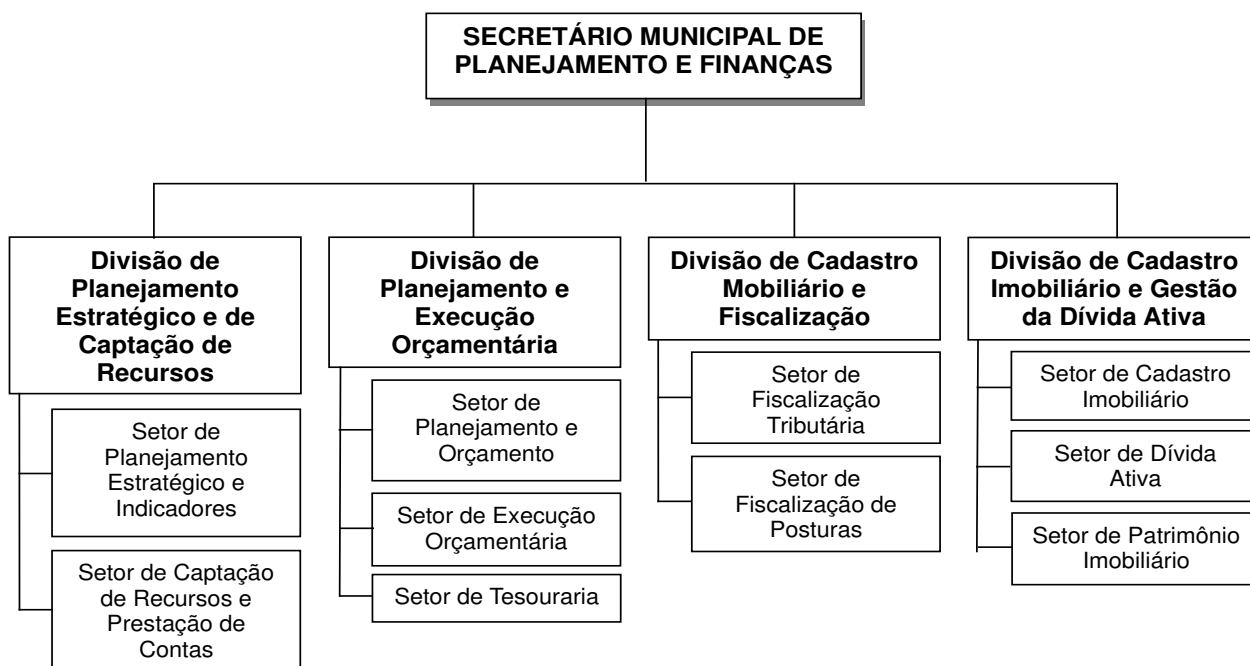 SECRETÁRIO MUNICIPAL DE
PLANEJAMENTO E FINANÇAS
Divisão de
Planejamento
Estratégico e de
Captação de
Recursos
Setor de
Planejamento
Estratégico e
Indicadores
Setor de Captação
de Recursos e
Prestação de
Contas
Divisão de
Planejamento e
Execução
Orçamentária
Setor de
Planejamento e
Orçamento
Setor de Execução
Orçamentária
Setor de Tesouraria
Divisão de Cadastro
Mobiliário e
Fiscalização
Setor de
Fiscalização
Tributária
Setor de
Fiscalização de
Posturas
Divisão de Cadastro
Imobiliário e Gestão
da Dívida Ativa
Setor de Cadastro
Imobiliário
Setor de Dívida
Ativa
Setor de Patrimônio
Imobiliário